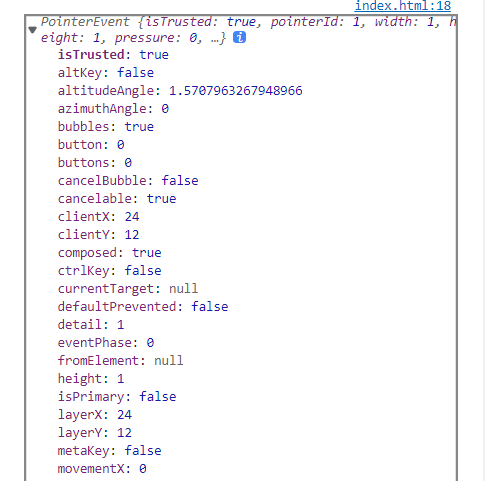 index.html:18
PointerEvent {isTrusted: true, pointerId: 1, width: 1, h
eight: 1, pressure: 0, …} i
isTrusted: true
altKey: false
altitudeAngle: 1.5707963267948966
azimuthAngle: 0
bubbles: true
button: 0
buttons: 0
cancelBubble: false
cancelable: true
clientX: 24
clientY: 12
composed: true
ctrlKey: false
currentTarget: null
defaultPrevented: false
detail: 1
eventPhase: 0
fromElement: null
height: 1
isPrimary: false
layerX: 24
layerY: 12
metaKey: false
movementX: 0